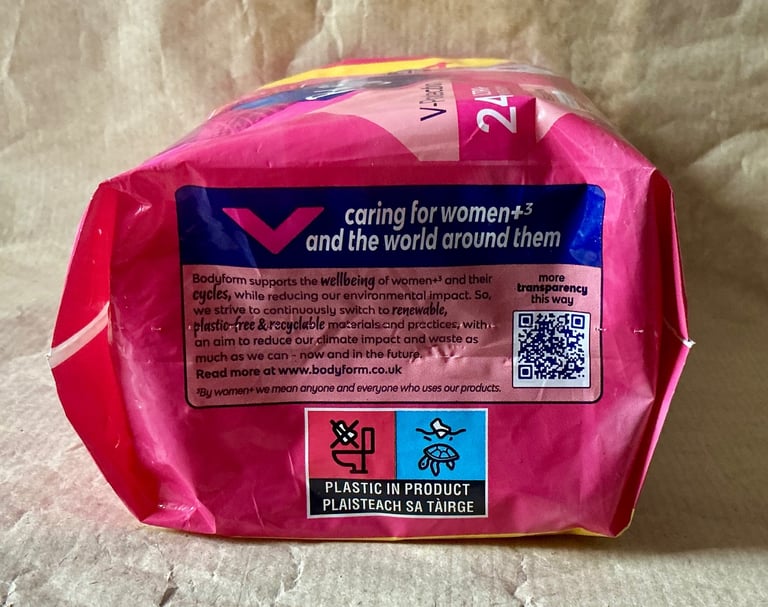 V-Protection
24
caring for women+³
and the world around them
Bodyform supports the wellbeing of women+³ and their
cycles, while reducing our environmental impact. So,
we strive to continuously switch to renewable,
plastic-free & recyclable materials and practices, with
an aim to reduce our climate impact and waste as
much as we can - now and in the future.
Read more at www.bodyform.co.uk
³By women+ we mean anyone and everyone who uses our products.
more
transparency
this way
PLASTIC IN PRODUCT
PLAISTEACH SA TÀIRGE